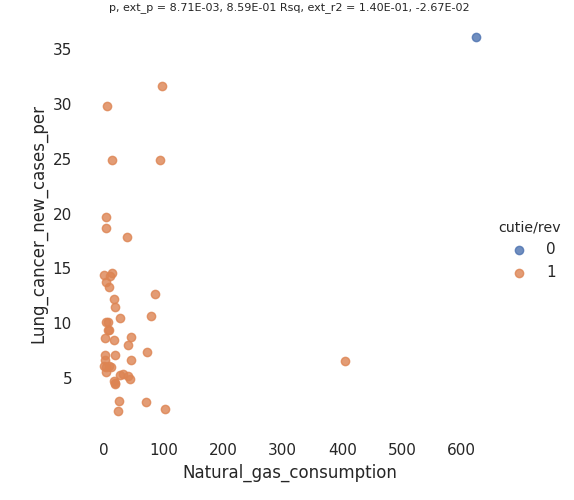 p, ext_p = 8.71E-03, 8.59E-01 Rsq, ext_r2 = 1.40E-01, -2.67E-02
35
30
25
20
15
10
5
Lung_cancer_new_cases_per
0 100 200 300 400 500 600
Natural_gas_consumption
cutie/rev
0
1